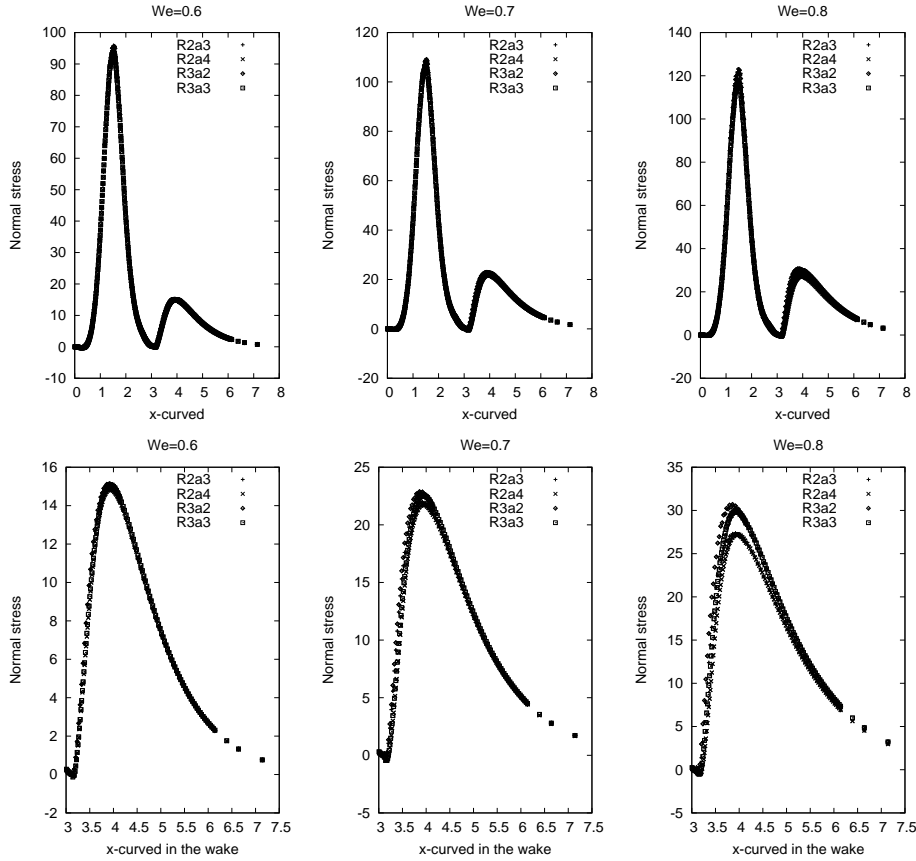 We=0.6
Normal stress
100
90
80
70
60
50
40
30
20
10
0
-10
0 1 2 3 4 5 6 7 8
x-curved
R2a3
R2a4
R3a2
R3a3
We=0.7
Normal stress
120
100
80
60
40
20
0
-20
0 1 2 3 4 5 6 7 8
x-curved
R2a3
R2a4
R3a2
R3a3
We=0.8
Normal stress
140
120
100
80
60
40
20
0
-20
0 1 2 3 4 5 6 7 8
x-curved
R2a3
R2a4
R3a2
R3a3
We=0.6
Normal stress
16
14
12
10
8
6
4
2
0
-2
3 3.5 4 4.5 5 5.5 6 6.5 7 7.5
x-curved in the wake
R2a3
R2a4
R3a2
R3a3
We=0.7
Normal stress
25
20
15
10
5
0
-5
3 3.5 4 4.5 5 5.5 6 6.5 7 7.5
x-curved in the wake
R2a3
R2a4
R3a2
R3a3
We=0.8
Normal stress
35
30
25
20
15
10
5
0
-5
3 3.5 4 4.5 5 5.5 6 6.5 7 7.5
x-curved in the wake
R2a3
R2a4
R3a2
R3a3